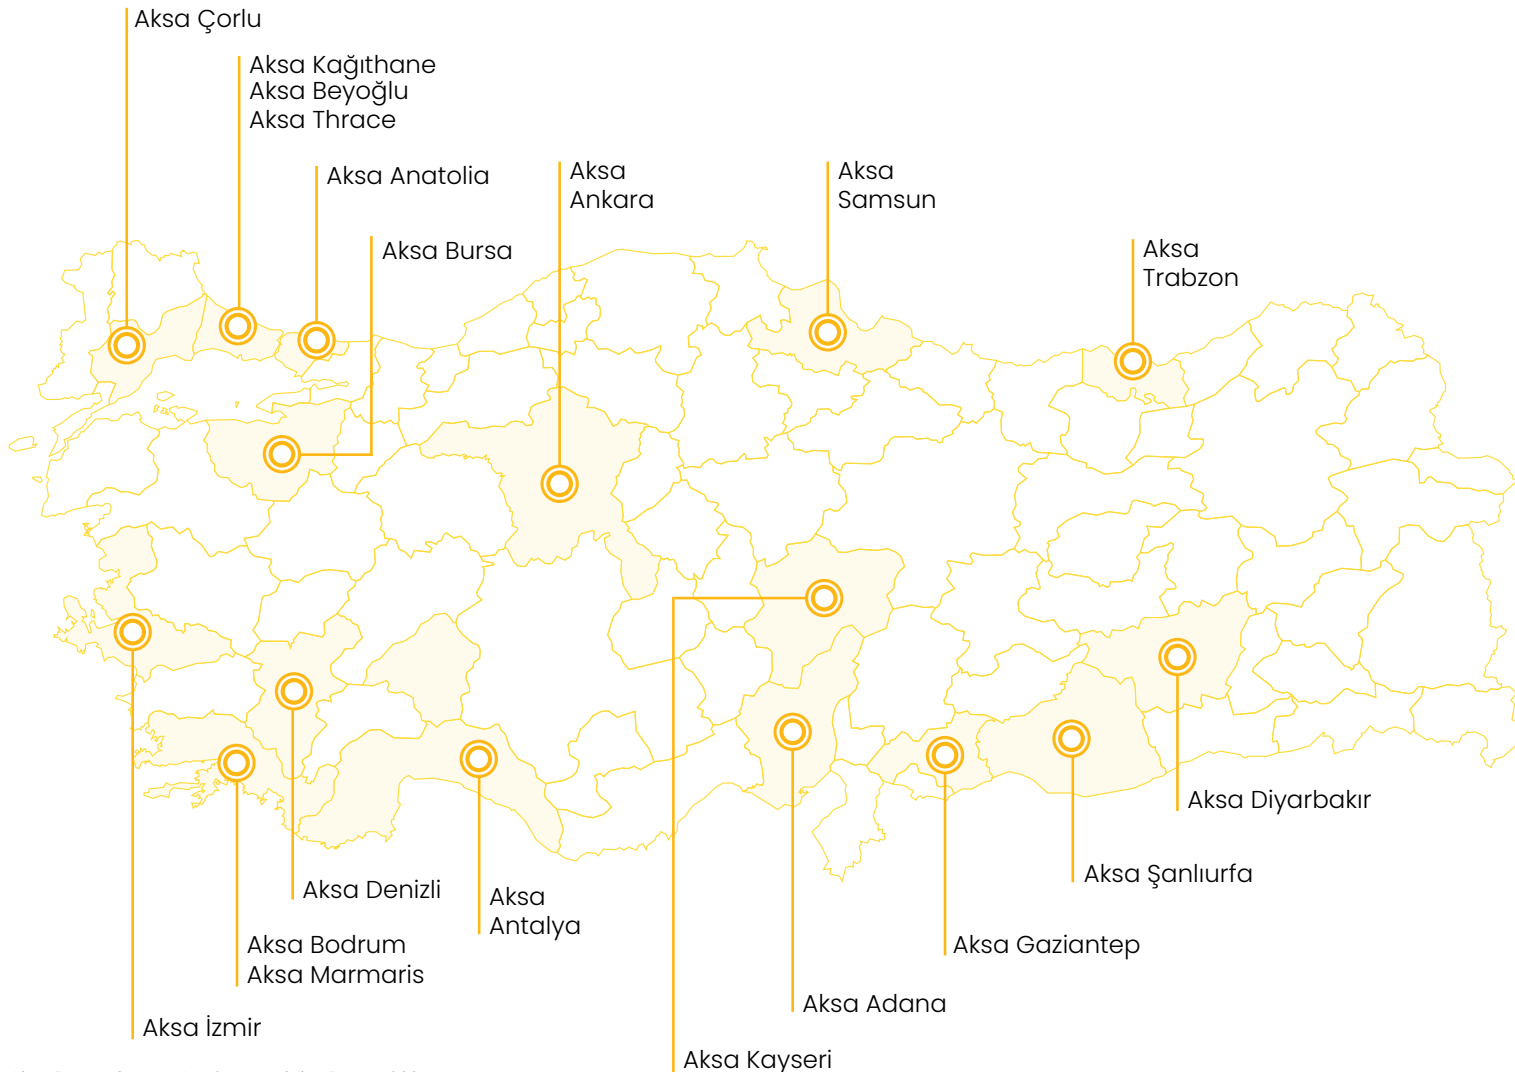 Aksa Çorlu
Aksa Kağıthane
Aksa Beyoğlu
Aksa Thrace
Aksa Anatolia
Aksa
Ankara
Aksa
Samsun
Aksa Bursa
Aksa
Trabzon
Aksa Diyarbakır
Aksa Şanlıurfa
Aksa Denizli
Aksa
Antalya
Aksa Bodrum
Aksa Marmaris
Aksa Gaziantep
Aksa Adana
Aksa İzmir
Aksa Kayseri